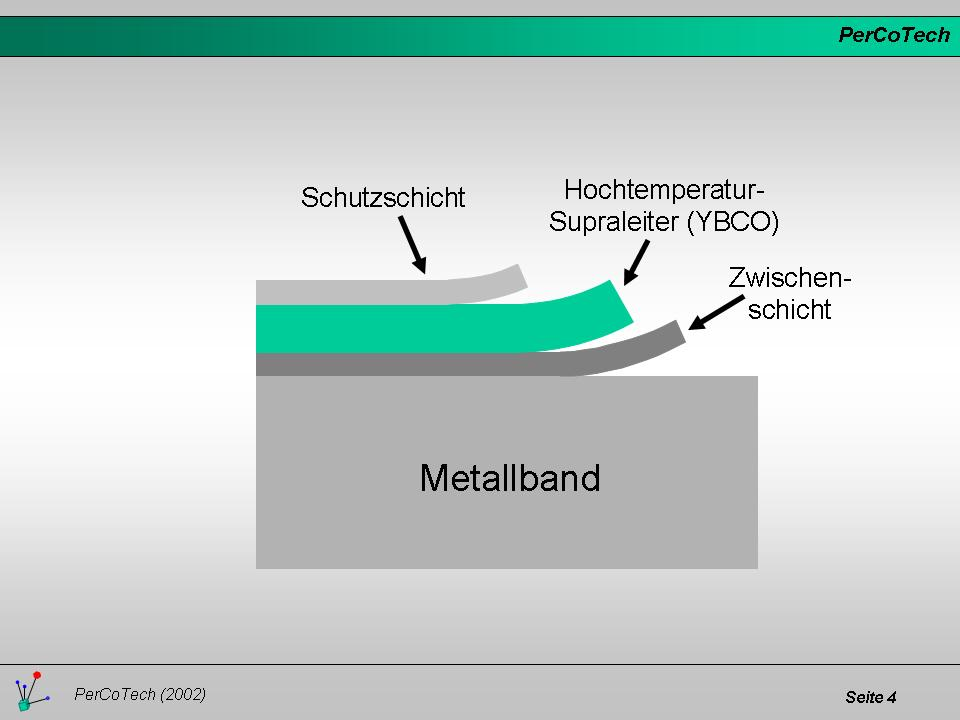 PerCoTech
Schutzschicht
Hochtemperatur-
Supraleiter (YBCO)
Zwischen-
schicht
Metallband
PerCoTech (2002)
Seite 4